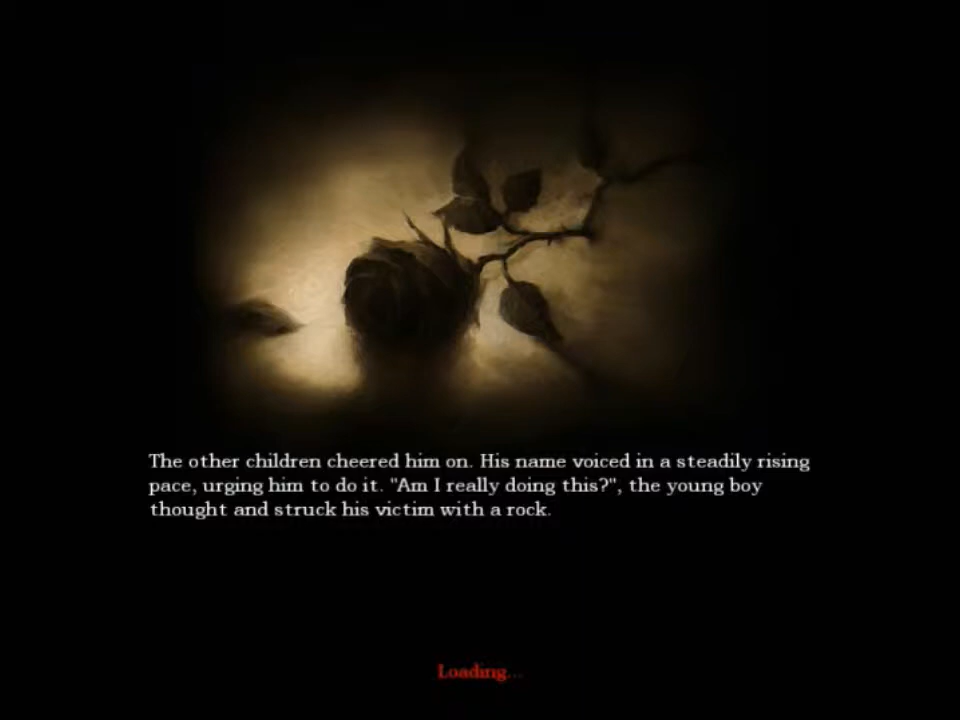 The other children cheered him on. His name voiced in a steadily rising
pace, urging him to do it. "Am I really doing this?", the young boy
thought and struck his victim with a rock.
Loading...